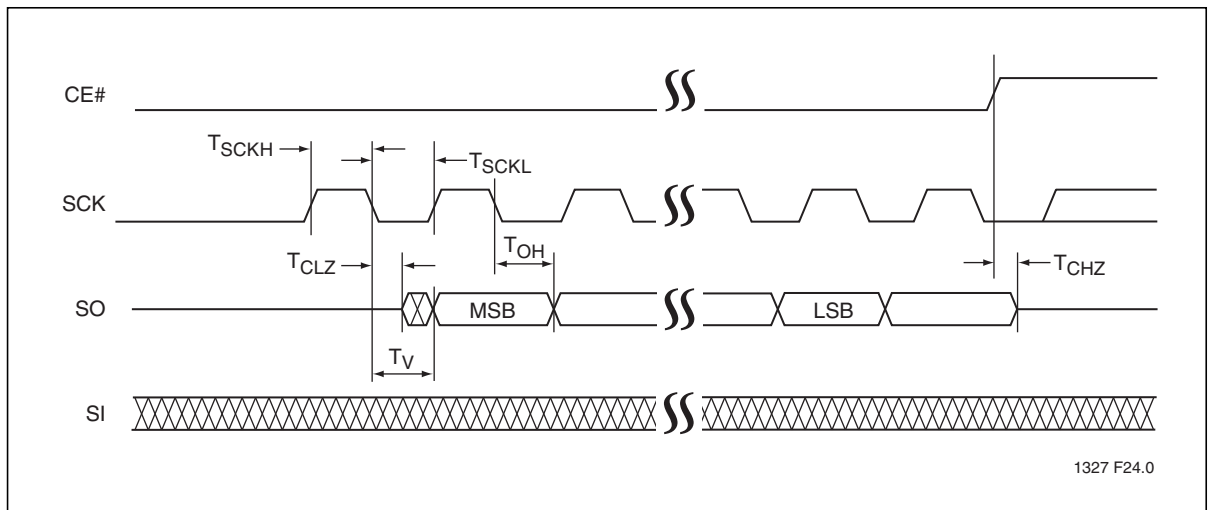 CE#
TSCKH
TSCKL
SCK
TOH
TCLZ
TCHZ
SO
MSB
LSB
TV
SI
1327 F24.0